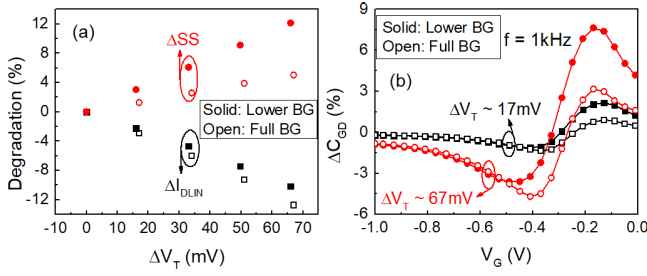 (a)
ΔSS
Solid: Lower BG
Open: Full BG
ΔI_DLIN
12
8
4
0
-4
-8
-12
Degradation (%)
0 10 20 30 40 50 60 70
ΔV_T (mV)
Solid: Lower BG
Open: Full BG
f = 1kHz
(b)
ΔV_T ~ 17mV
ΔV_T ~ 67mV
9
6
3
0
-3
-6
ΔC_GD (%)
-1.0 -0.8 -0.6 -0.4 -0.2 0.0
V_G (V)